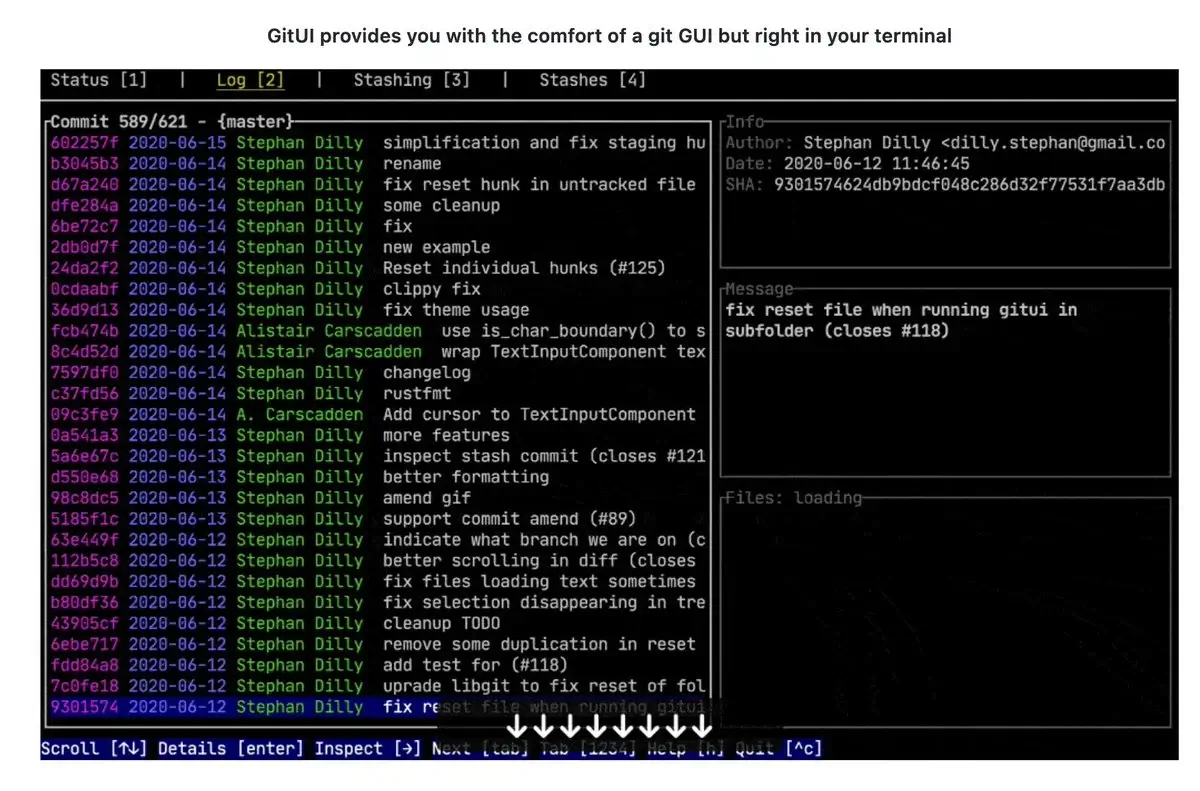 GitUI provides you with the comfort of a git GUI but right in your terminal
Status [1] | Log [2] | Stashing [3] | Stashes [4]
Commit 589/621 - {master}
602257f 2020-06-15 Stephan Dilly simplification and fix staging hu
b3045b3 2020-06-14 Stephan Dilly rename
d67a240 2020-06-14 Stephan Dilly fix reset hunk in untracked file
dfe284a 2020-06-14 Stephan Dilly some cleanup
6be72c7 2020-06-14 Stephan Dilly fix
2db0d7f 2020-06-14 Stephan Dilly new example
24da2f2 2020-06-14 Stephan Dilly Reset individual hunks (#125)
0cdaabf 2020-06-14 Stephan Dilly clippy fix
36d9d13 2020-06-14 Stephan Dilly fix theme usage
fcb474b 2020-06-14 Alistair Carscadden use is_char_boundary() to s
8c4d52d 2020-06-14 Alistair Carscadden wrap TextInputComponent tex
7597df0 2020-06-14 Stephan Dilly changelog
c37fd56 2020-06-14 Stephan Dilly rustfmt
09c3fe9 2020-06-14 A. Carscadden Add cursor to TextInputComponent
0a541a3 2020-06-13 Stephan Dilly more features
5a6e67c 2020-06-13 Stephan Dilly inspect stash commit (closes #121
d550e68 2020-06-13 Stephan Dilly better formatting
98c8dc5 2020-06-13 Stephan Dilly amend gif
5185f1c 2020-06-13 Stephan Dilly support commit amend (#89)
63e449f 2020-06-12 Stephan Dilly indicate what branch we are on (c
112b5c8 2020-06-12 Stephan Dilly better scrolling in diff (closes
dd69d9b 2020-06-12 Stephan Dilly fix files loading text sometimes
b80df36 2020-06-12 Stephan Dilly fix selection disappearing in tre
43905cf 2020-06-12 Stephan Dilly cleanup TODO
6ebe717 2020-06-12 Stephan Dilly remove some duplication in reset
fdd84a8 2020-06-12 Stephan Dilly add test for (#118)
7c0fe18 2020-06-12 Stephan Dilly uprade libgit to fix reset of fol
9301574 2020-06-12 Stephan Dilly fix reset file when running gitui
Info
Author: Stephan Dilly <dilly.stephan@gmail.co
Date: 2020-06-12 11:46:45
SHA: 9301574624db9bdcf048c286d32f77531f7aa3db
Message
fix reset file when running gitui in
subfolder (closes #118)
Files: loading
↓↓↓↓↓↓↓↓
Scroll [↑↓] Details [enter] Inspect [→] Next [tab] Tab [1234] Help [h] Quit [^c]